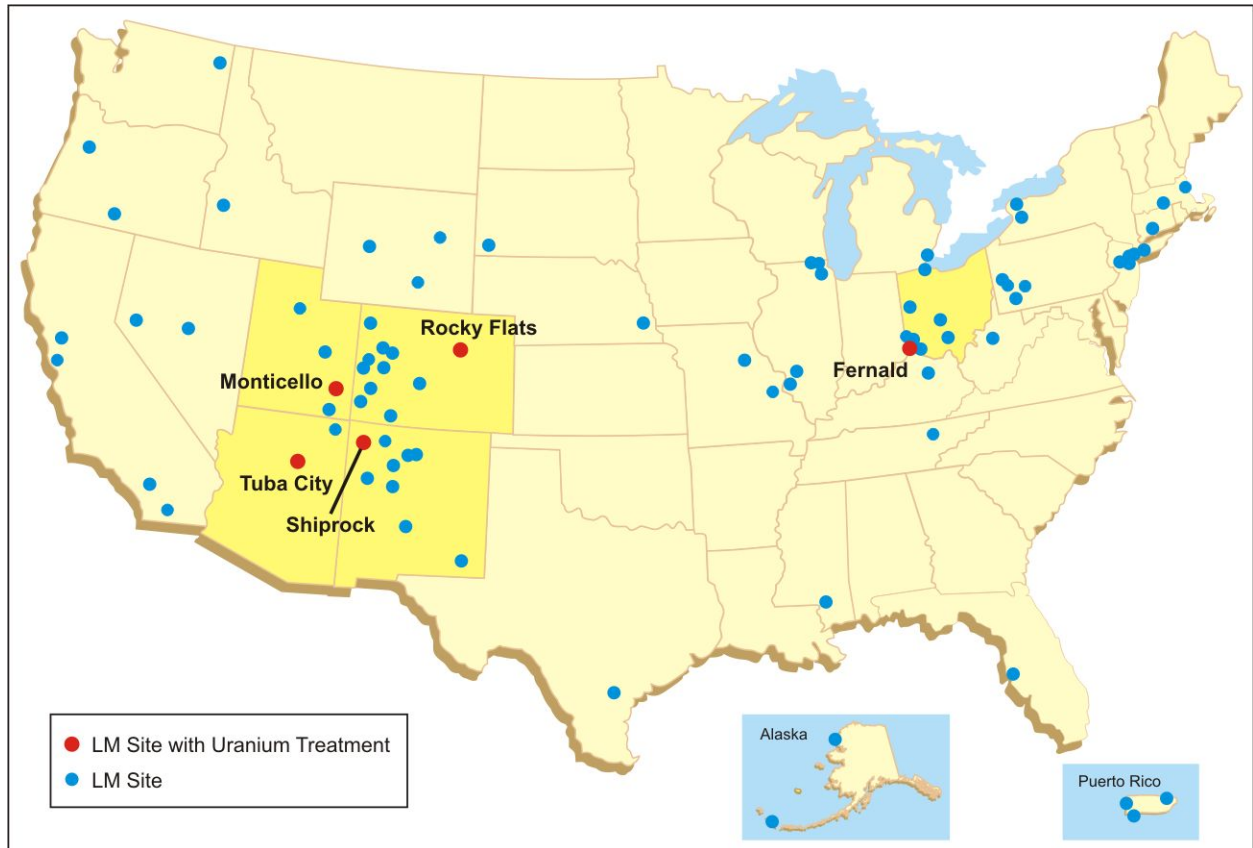 Rocky Flats
Monticello
Fernald
Tuba City
Shiprock
LM Site with Uranium Treatment
LM Site
Alaska
Puerto Rico